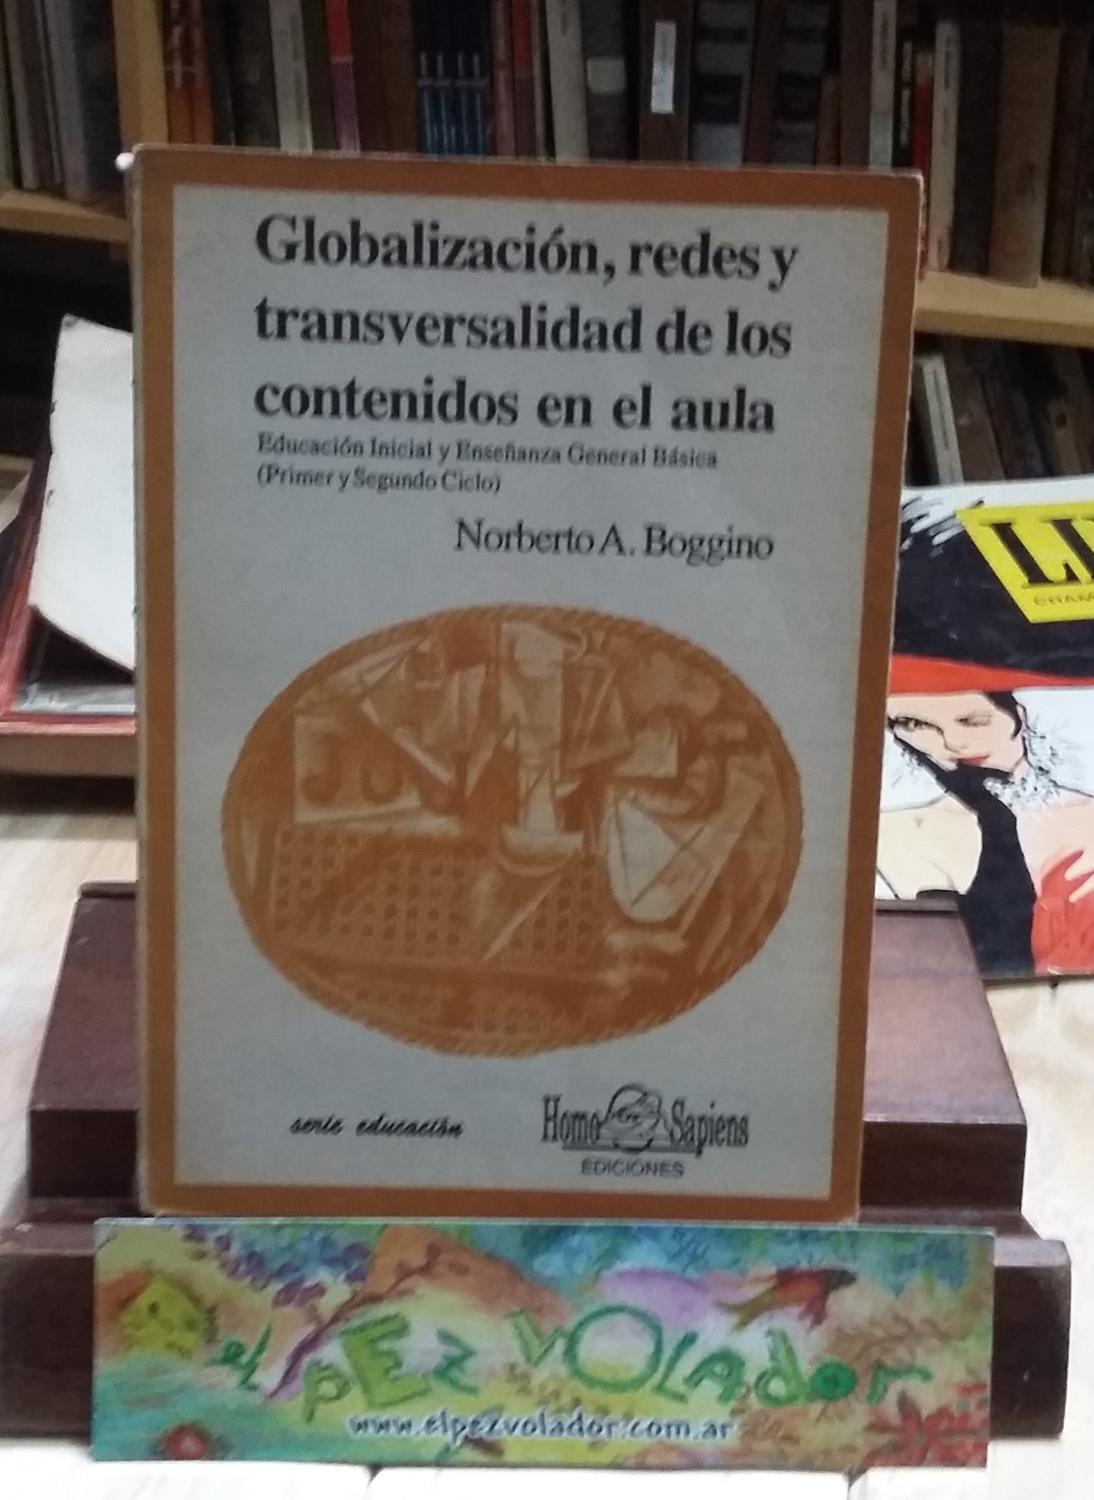 Globalización, redes y
transversalidad de los
contenidos en el aula
Educación Inicial y Enseñanza General Básica
(Primer y Segundo Ciclo)
Norberto A. Boggino
serie educación
Homo Sapiens
EDICIONES
el pEz vOLador
www.elpezvolador.com.ar